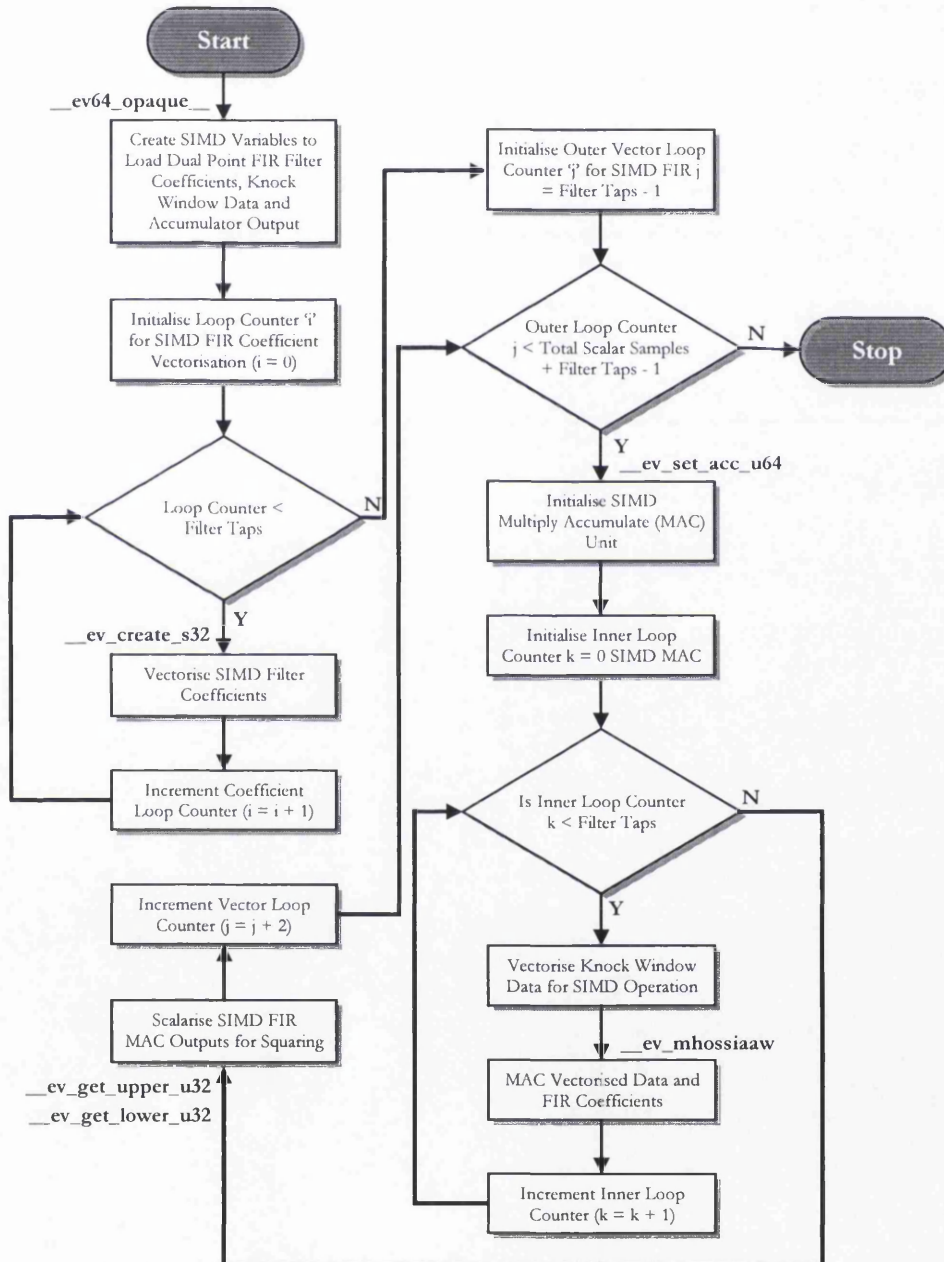 Start
__ev64_opaque__
Create SIMD Variables to
Load Dual Point FIR Filter
Coefficients, Knock
Window Data and
Accumulator Output
Initialise Loop Counter 'i'
for SIMD FIR Coefficient
Vectorisation (i = 0)
Loop Counter <
Filter Taps
N
Y
__ev_create_s32
Vectorise SIMD Filter
Coefficients
Increment Coefficient
Loop Counter (i = i + 1)
Initialise Outer Vector Loop
Counter 'j' for SIMD FIR j
= Filter Taps - 1
Outer Loop Counter
j < Total Scalar Samples
+ Filter Taps - 1
N
Stop
Y
__ev_set_acc_u64
Initialise SIMD
Multiply Accumulate (MAC)
Unit
Initialise Inner Loop
Counter k = 0 SIMD MAC
Is Inner Loop Counter
k < Filter Taps
N
Y
Vectorise Knock Window
Data for SIMD Operation
__ev_mhossiaaw
MAC Vectorised Data and
FIR Coefficients
Increment Inner Loop
Counter (k = k + 1)
Increment Vector Loop
Counter (j = j + 2)
Scalarise SIMD FIR
MAC Outputs for Squaring
__ev_get_upper_u32
__ev_get_lower_u32